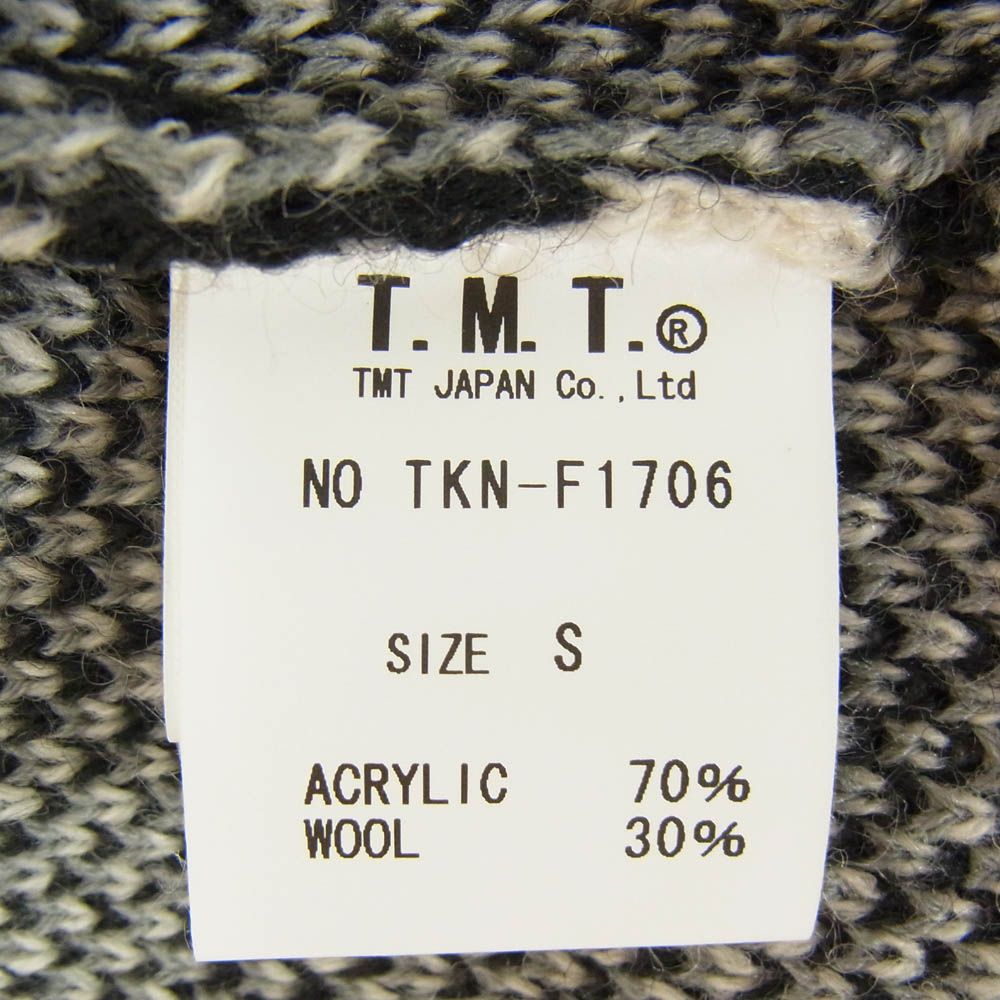 T.M.T.®
TMT JAPAN Co.,Ltd
NO TKN-F1706
SIZE S
ACRYLIC 70%
WOOL 30%